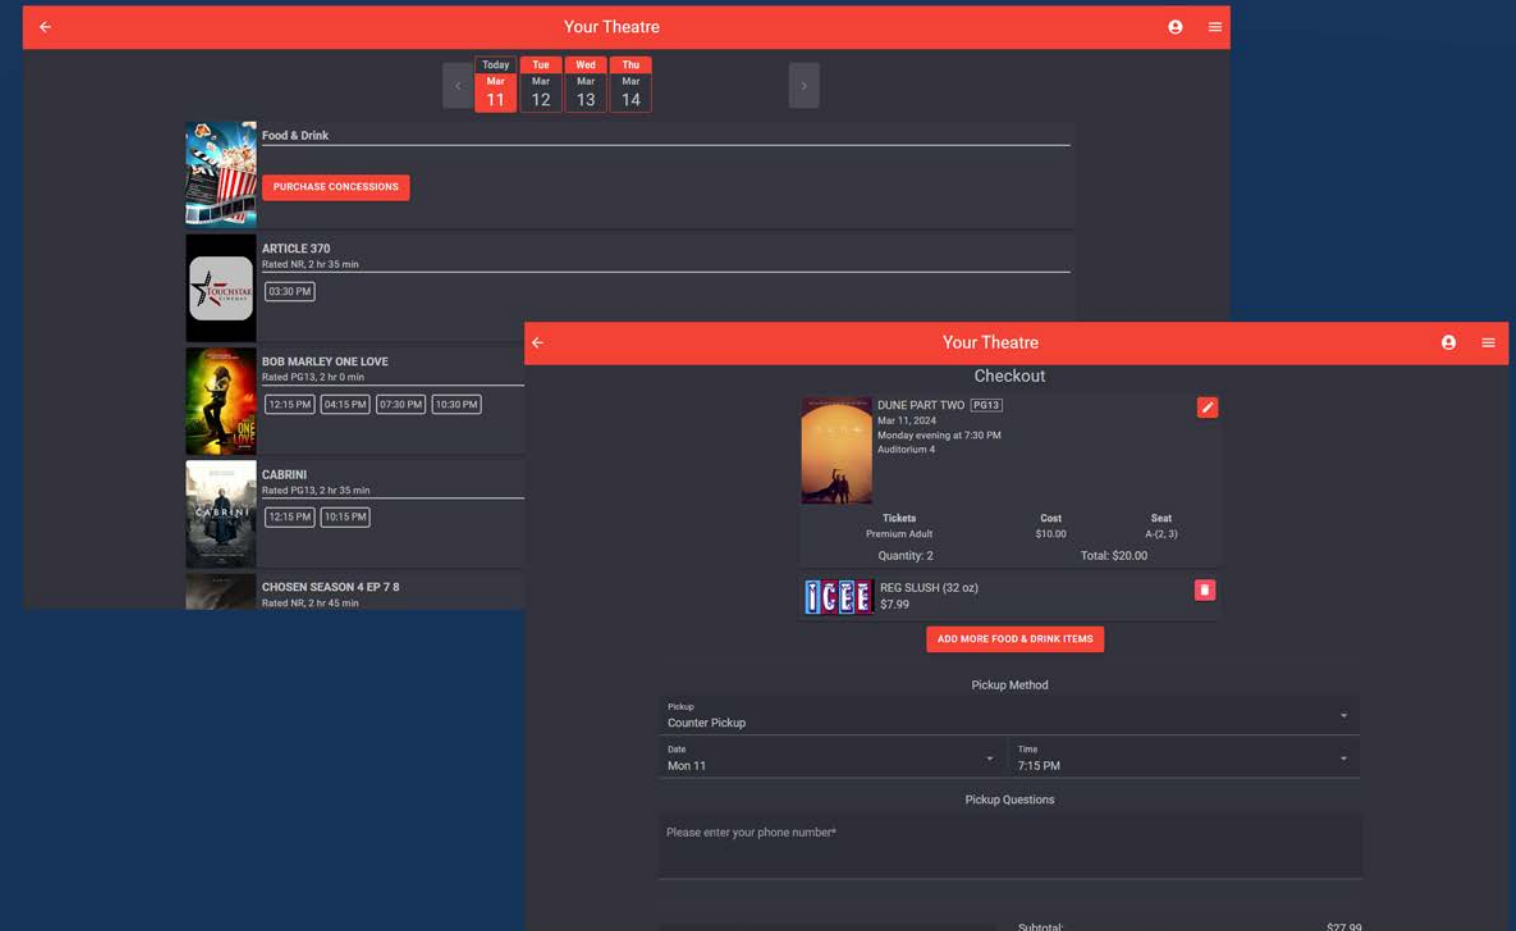 Your Theatre
Today
Mar
11
Tue
Mar
12
Wed
Mar
13
Thu
Mar
14
Food & Drink
PURCHASE CONCESSIONS
ARTICLE 370
Rated NR, 2 hr 35 min
TOUCHSTAR
CINEMAS
03:30 PM
BOB MARLEY ONE LOVE
Rated PG13, 2 hr 0 min
12:15 PM 04:15 PM 07:30 PM 10:30 PM
ONE
LOVE
CABRINI
Rated PG13, 2 hr 35 min
CABRINI
12:15 PM 10:15 PM
CHOSEN SEASON 4 EP 7 8
Rated NR, 2 hr 45 min
Your Theatre
Checkout
DUNE PART TWO PG13
Mar 11, 2024
Monday evening at 7:30 PM
Auditorium 4
Tickets Cost Seat
Premium Adult $10.00 A-(2, 3)
Quantity: 2 Total: $20.00
ICEE
REG SLUSH (32 oz)
$7.99
ADD MORE FOOD & DRINK ITEMS
Pickup Method
Pickup
Counter Pickup
Date
Mon 11
Time
7:15 PM
Pickup Questions
Please enter your phone number*
Subtotal: $27.99